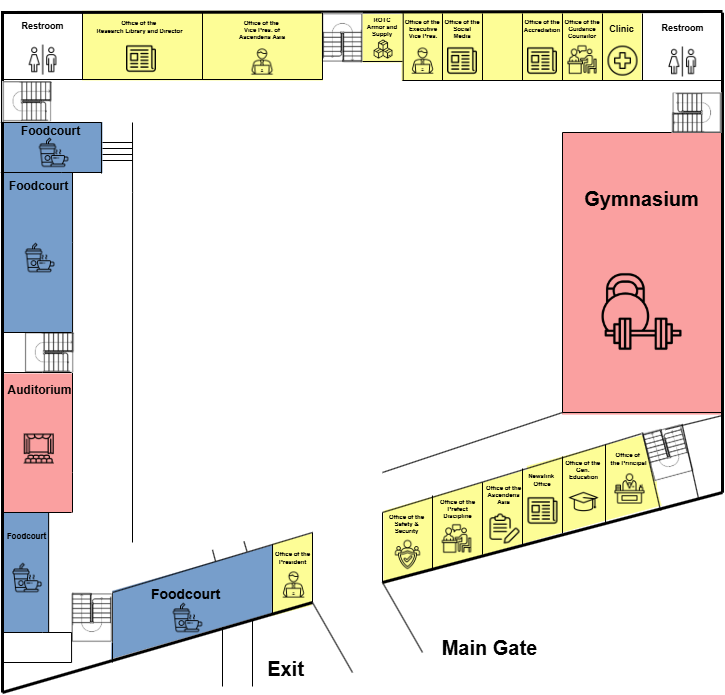 Restroom
Office of the
Research Library and Director
Office of the
Vice Pres. of
Ascendens Asia
ROTC
Armor and
Supply
Office of the
Executive
Vice Pres.
Office of the
Social
Media
Office of the
Accrediation
Office of the
Guidance
Counsilor
Clinic
Restroom
Foodcourt
Foodcourt
Gymnasium
Auditorium
Foodcourt
Foodcourt
Office of the
President
Office of the
Safety &
Security
Office of the
Prefect
Discipline
Office of the
Ascendens
Asia
Newslink
Office
Office of the
Gen.
Education
Office of
the Principal
Exit
Main Gate